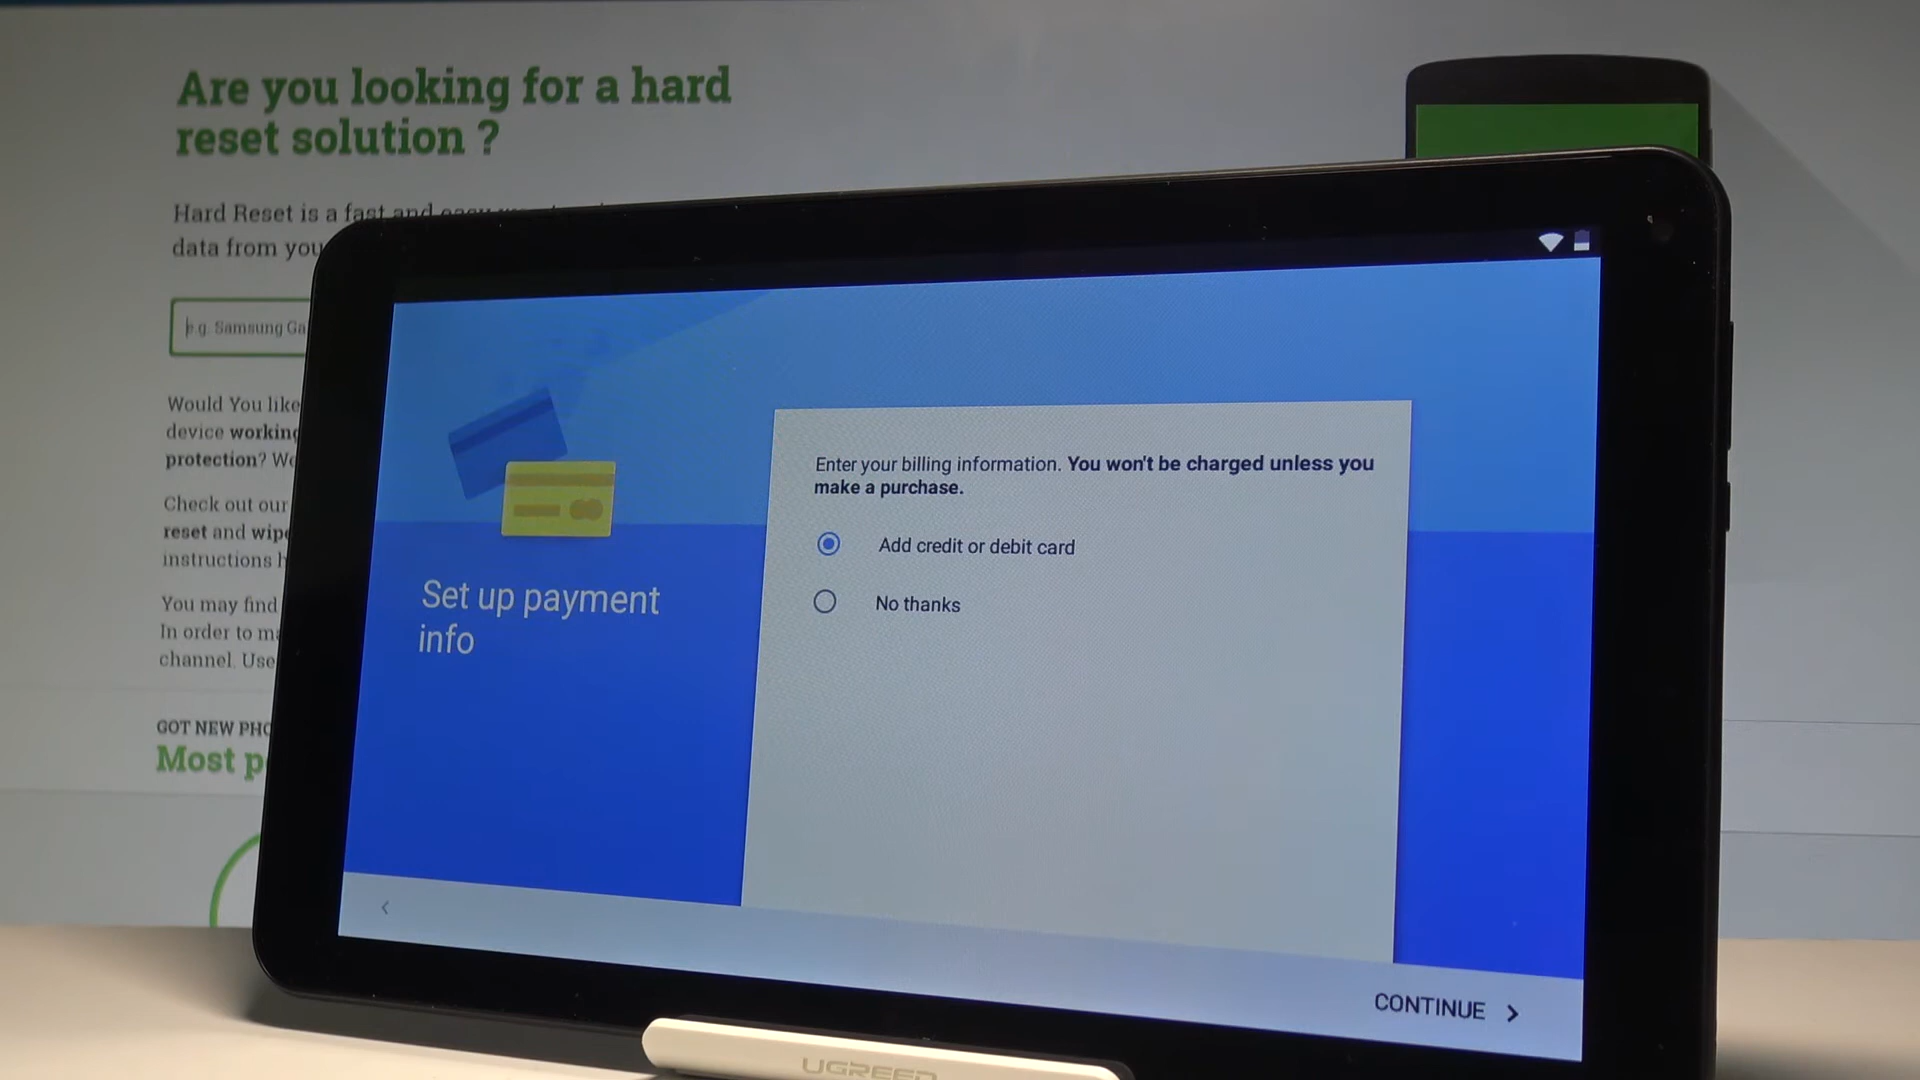 Are you looking for a hard
reset solution ?
Hard Reset is a fast and easy
data from you
e.g. Samsung Ga
Would You like
device working
protection? We
Check out our
reset and wipe
instructions h
You may find
In order to ma
channel. Use
GOT NEW PHO
Most p
Enter your billing information. You won't be charged unless you
make a purchase.
Add credit or debit card
No thanks
Set up payment
info
CONTINUE
UGREEN